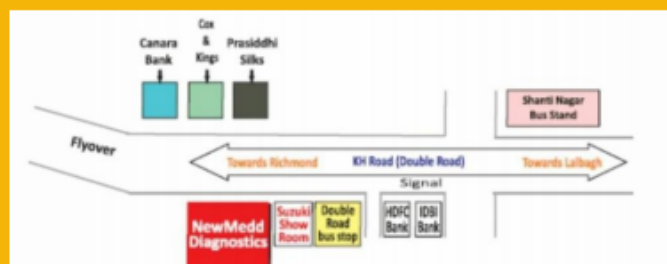 Canara
Bank
Cox
&
Kings
Prasiddhi
Silks
Shanti Nagar
Bus Stand
Flyover
Towards Richmond
KH Road (Double Road)
Towards Lalbagh
Signal
NewMedd
Diagnostics
Suzuki
Show
Room
Double
Road
bus stop
HDFC
Bank
IDBI
Bank